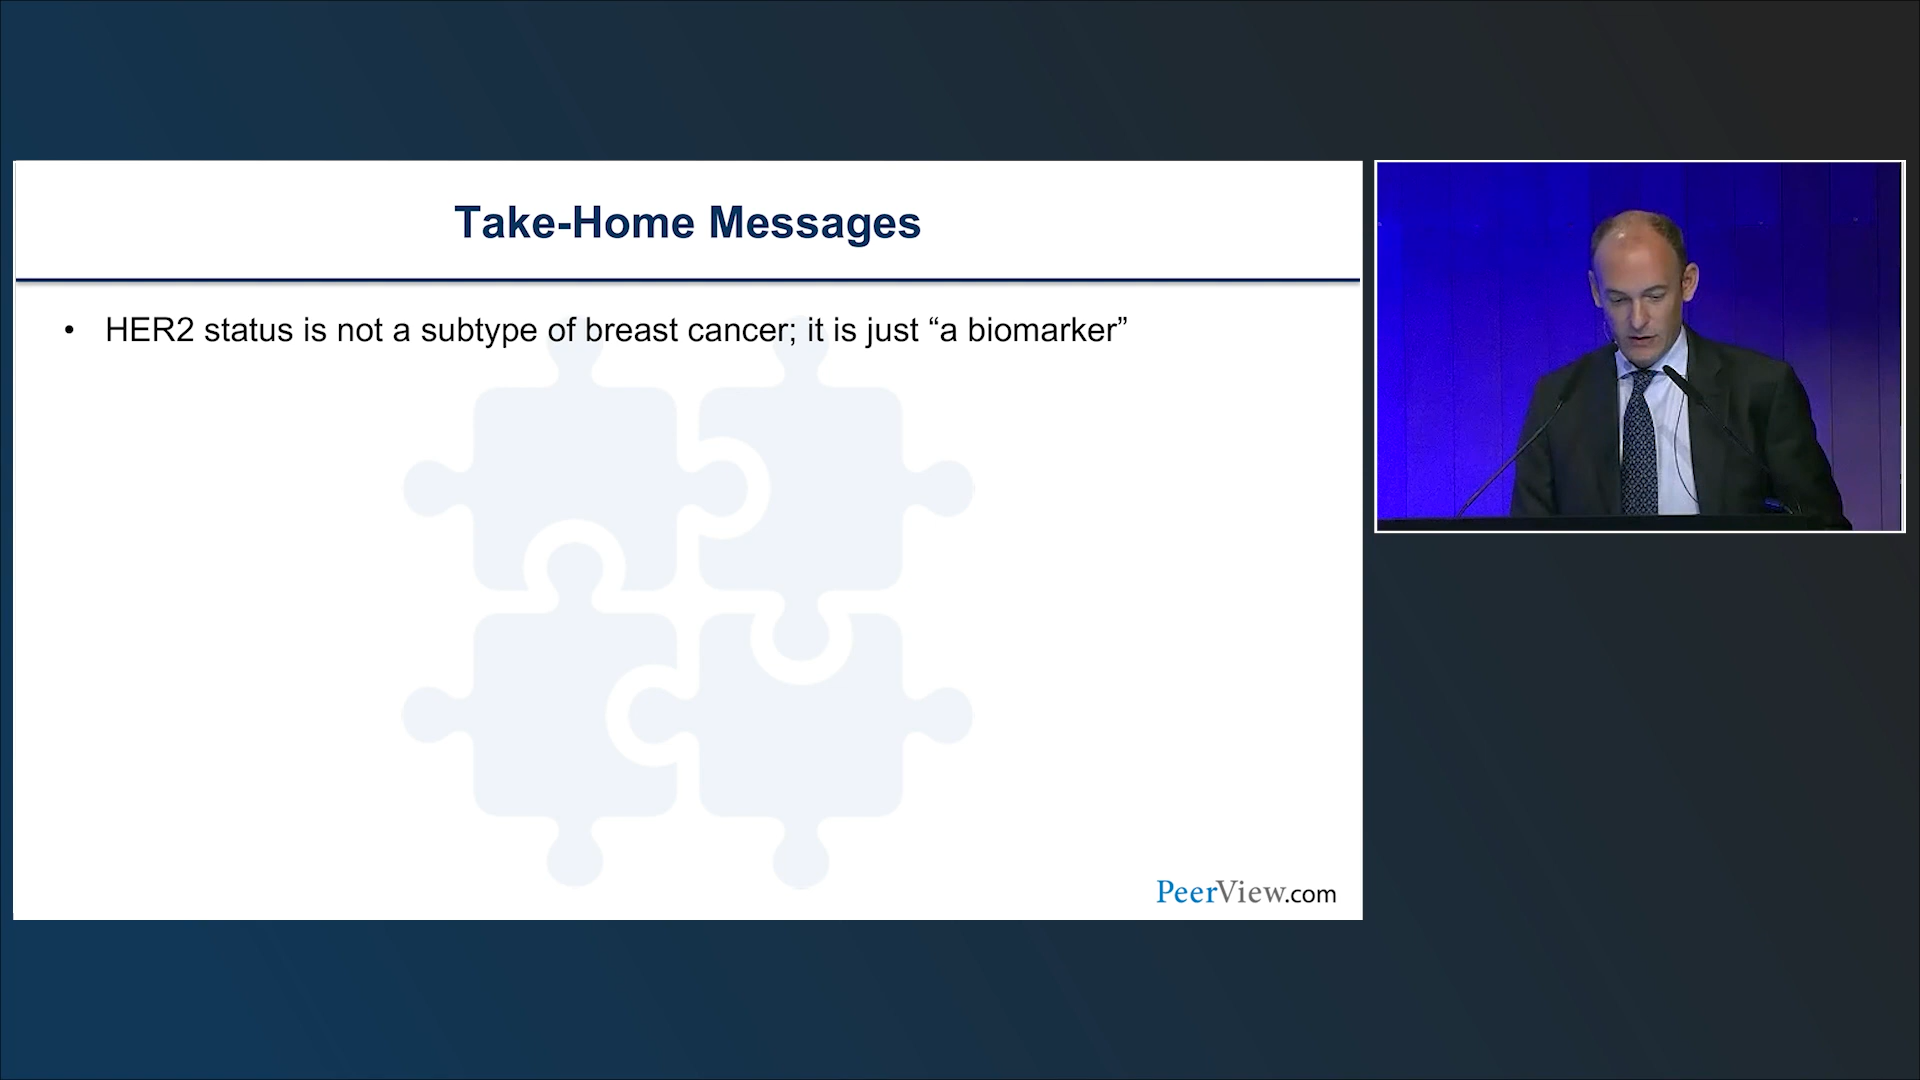 Take-Home Messages
• HER2 status is not a subtype of breast cancer; it is just “a biomarker”
PeerView.com